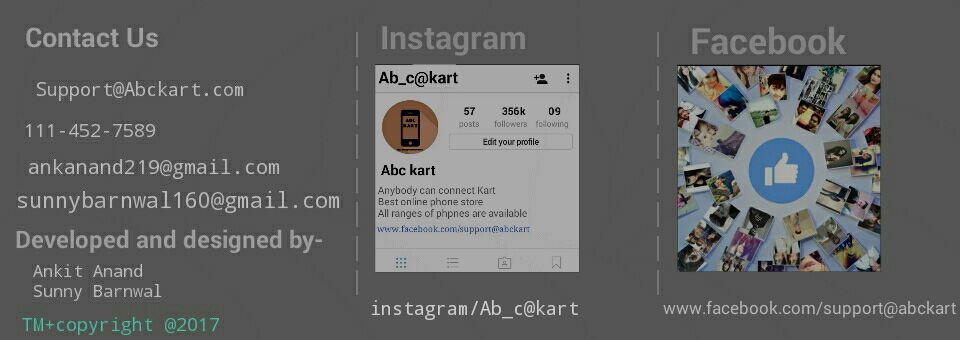 Contact Us
Support@Abckart.com
111-452-7589
ankanand219@gmail.com
sunnybarnwal160@gmail.com
Developed and designed by-
Ankit Anand
Sunny Barnwal
TM+copyright @2017
Instagram
Ab_c@kart
ABC
KART
57 356k 09
posts followers following
Edit your profile
Abc kart
Anybody can connect Kart
Best online phone store
All ranges of phpnes are available
www.facebook.com/support@abckart
instagram/Ab_c@kart
Facebook
www.facebook.com/support@abckart